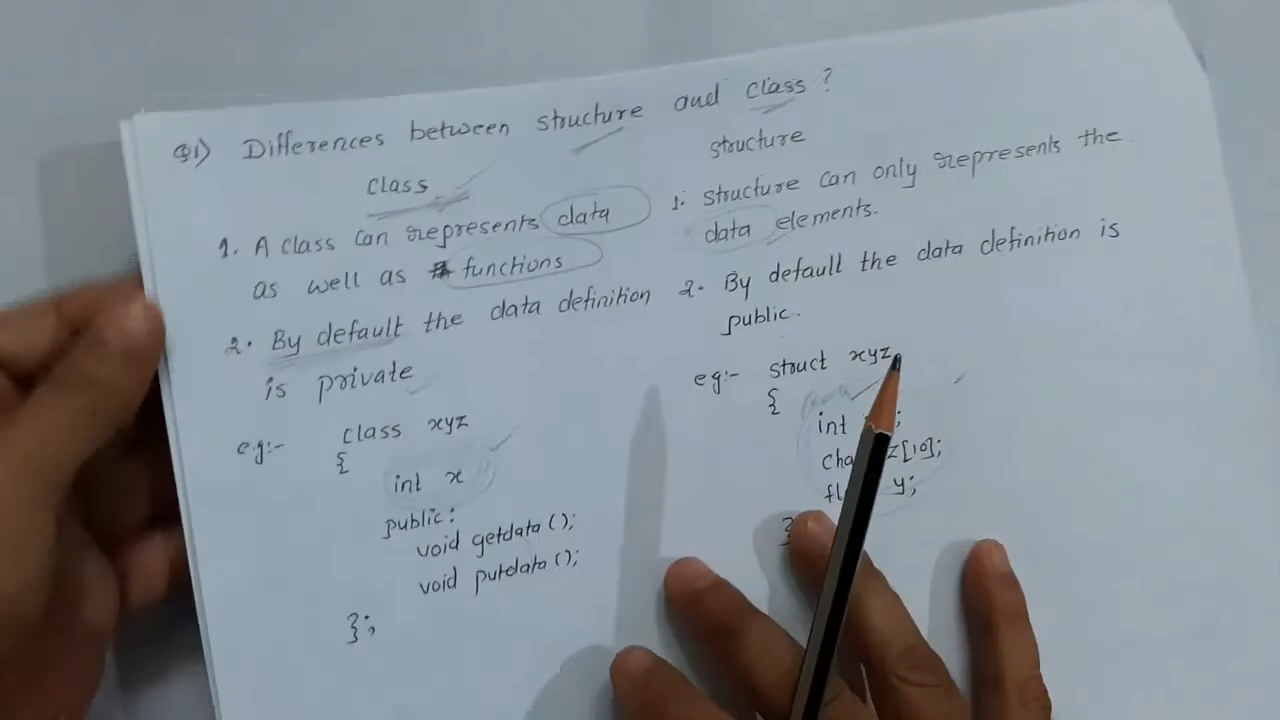 Q1) Differences between structure and class?
class
1. A class can represents data
as well as functions
2. By default the data definition
is private
e.g:- class xyz
{
int x
public:
void getdata();
void putdata();
};
structure
1. structure can only represents the
data elements.
2. By default the data definition is
public.
eg:- struct xyz
{
int ;
z[10];
y;
}